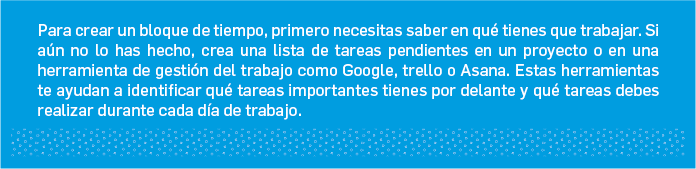 Para crear un bloque de tiempo, primero necesitas saber en qué tienes que trabajar. Si
aún no lo has hecho, crea una lista de tareas pendientes en un proyecto o en una
herramienta de gestión del trabajo como Google, trello o Asana. Estas herramientas
te ayudan a identificar qué tareas importantes tienes por delante y qué tareas debes
realizar durante cada día de trabajo.